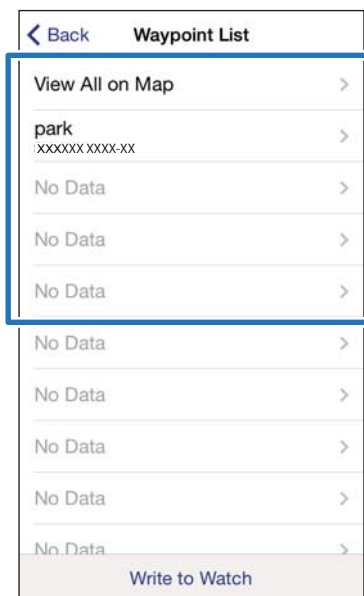 Back Waypoint List
View All on Map
park
XXXXXX XXXX-XX
No Data
No Data
No Data
No Data
No Data
No Data
No Data
No Data
Write to Watch